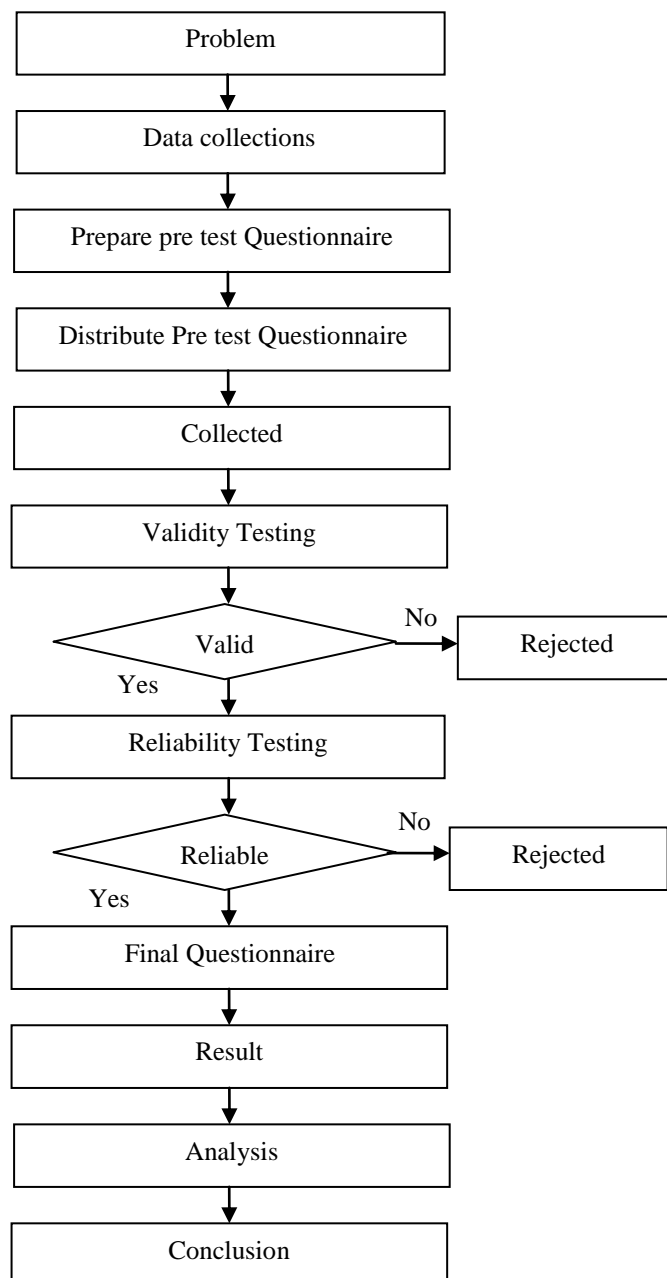 Problem
Data collections
Prepare pre test Questionnaire
Distribute Pre test Questionnaire
Collected
Validity Testing
No
Valid
Rejected
Yes
Reliability Testing
No
Reliable
Rejected
Yes
Final Questionnaire
Result
Analysis
Conclusion